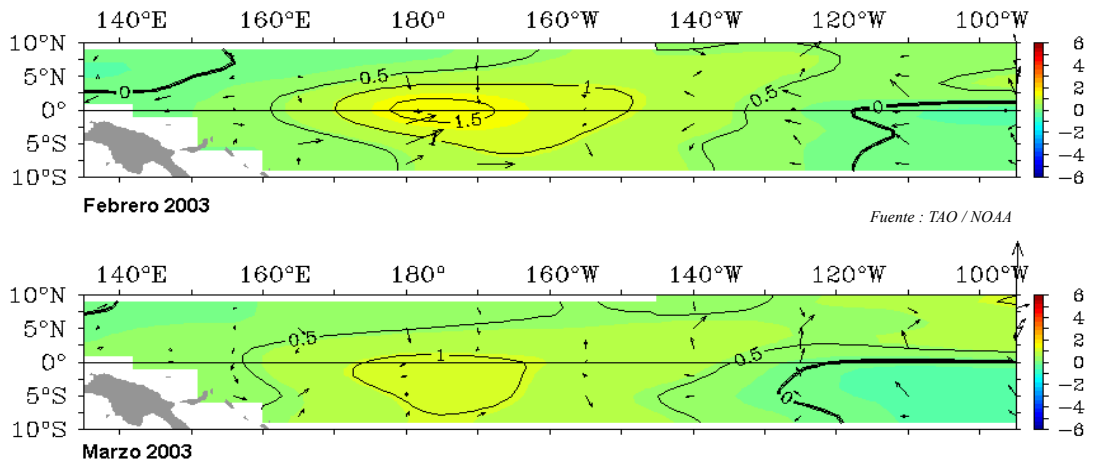 140°E 160°E 180° 160°W 140°W 120°W 100°W
10°N
5°N
0°
5°S
10°S
0 0.5 1 1.5 1 0.5 0
6
4
2
0
-2
-4
-6
Febrero 2003
Fuente : TAO / NOAA
140°E 160°E 180° 160°W 140°W 120°W 100°W
10°N
5°N
0°
5°S
10°S
0.5 1 0.5 0
6
4
2
0
-2
-4
-6
Marzo 2003